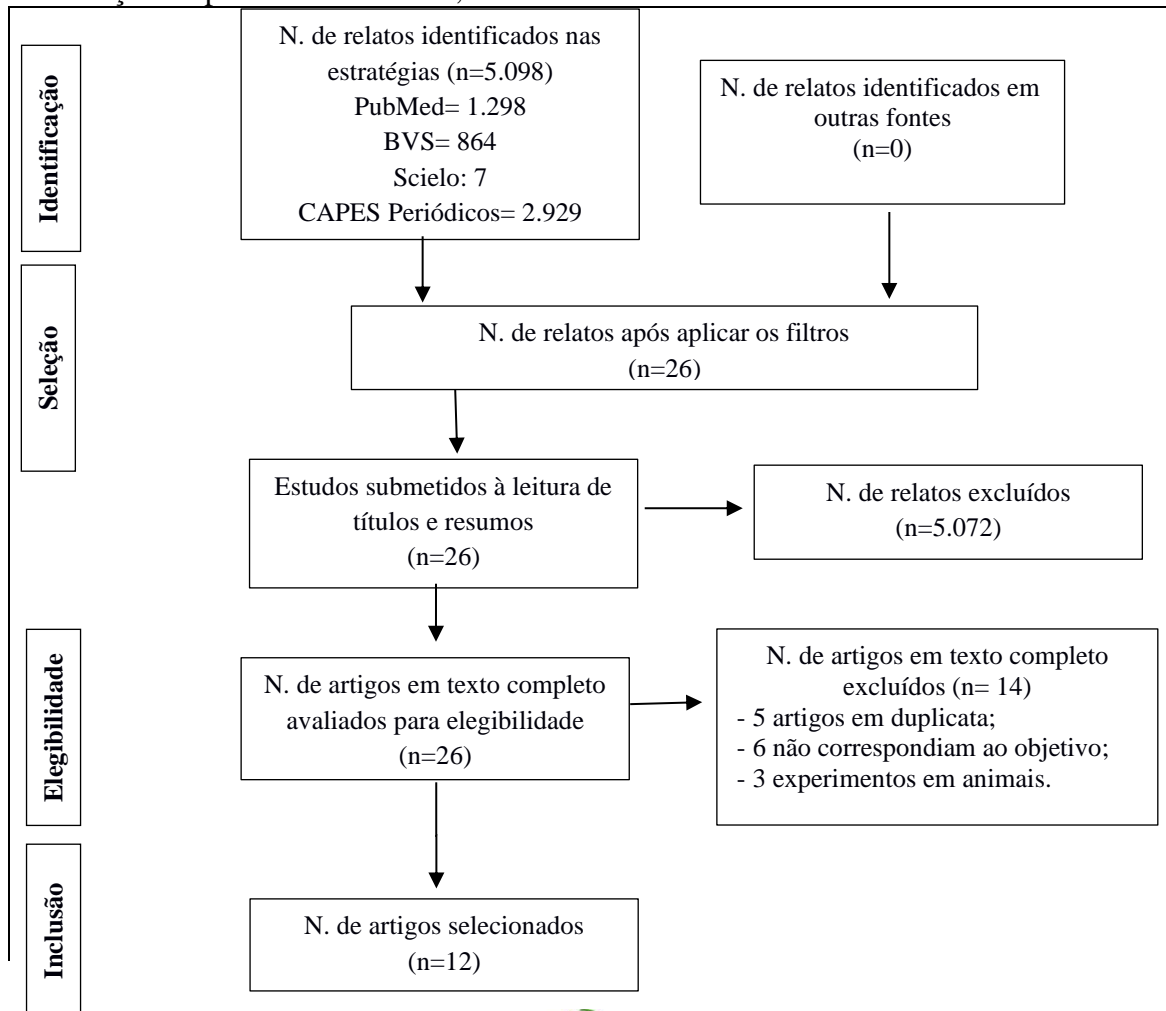 Identificação
N. de relatos identificados nas
estratégias (n=5.098)
PubMed= 1.298
BVS= 864
Scielo: 7
CAPES Periódicos= 2.929
N. de relatos identificados em
outras fontes
(n=0)
Seleção
N. de relatos após aplicar os filtros
(n=26)
Estudos submetidos à leitura de
títulos e resumos
(n=26)
N. de relatos excluídos
(n=5.072)
Elegibilidade
N. de artigos em texto completo
avaliados para elegibilidade
(n=26)
N. de artigos em texto completo
excluídos (n= 14)
- 5 artigos em duplicata;
- 6 não correspondiam ao objetivo;
- 3 experimentos em animais.
Inclusão
N. de artigos selecionados
(n=12)